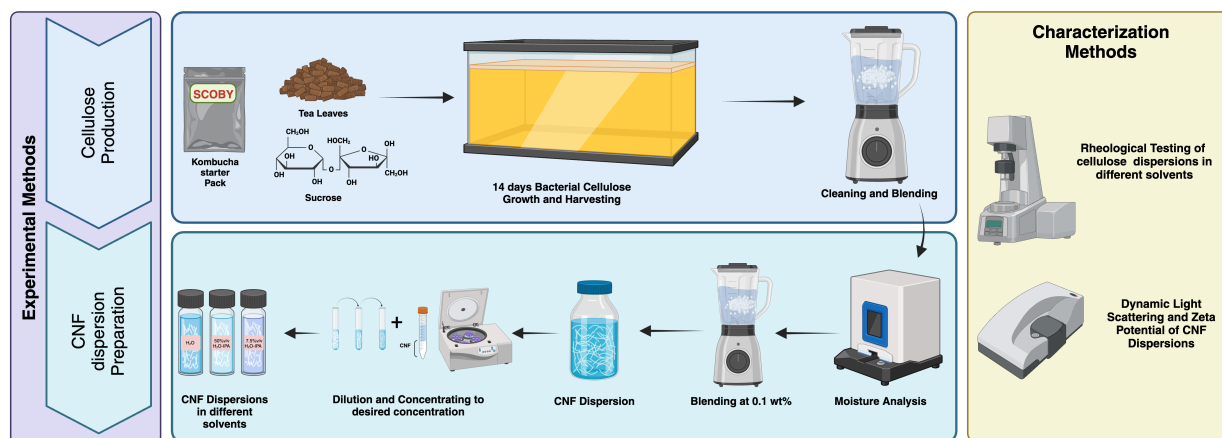 Experimental Methods
Cellulose
Production
CNF
dispersion
Preparation
SCOBY
Kombucha
starter
Pack
Tea Leaves
CH₂OH
O
OH
HO
OH
OH
O
HOCH₂
O
OH
HO
CH₂OH
OH
Sucrose
14 days Bacterial Cellulose
Growth and Harvesting
Cleaning and Blending
H₂O
50%v/v
H₂O-IPA
7.5%v/v
H₂O-IPA
CNF Dispersions
in different
solvents
+
CNF
Dilution and Concentrating to
desired concentration
CNF Dispersion
Blending at 0.1 wt%
Moisture Analysis
Characterization
Methods
Rheological Testing of
cellulose dispersions in
different solvents
Dynamic Light
Scattering and Zeta
Potential of CNF
Dispersions